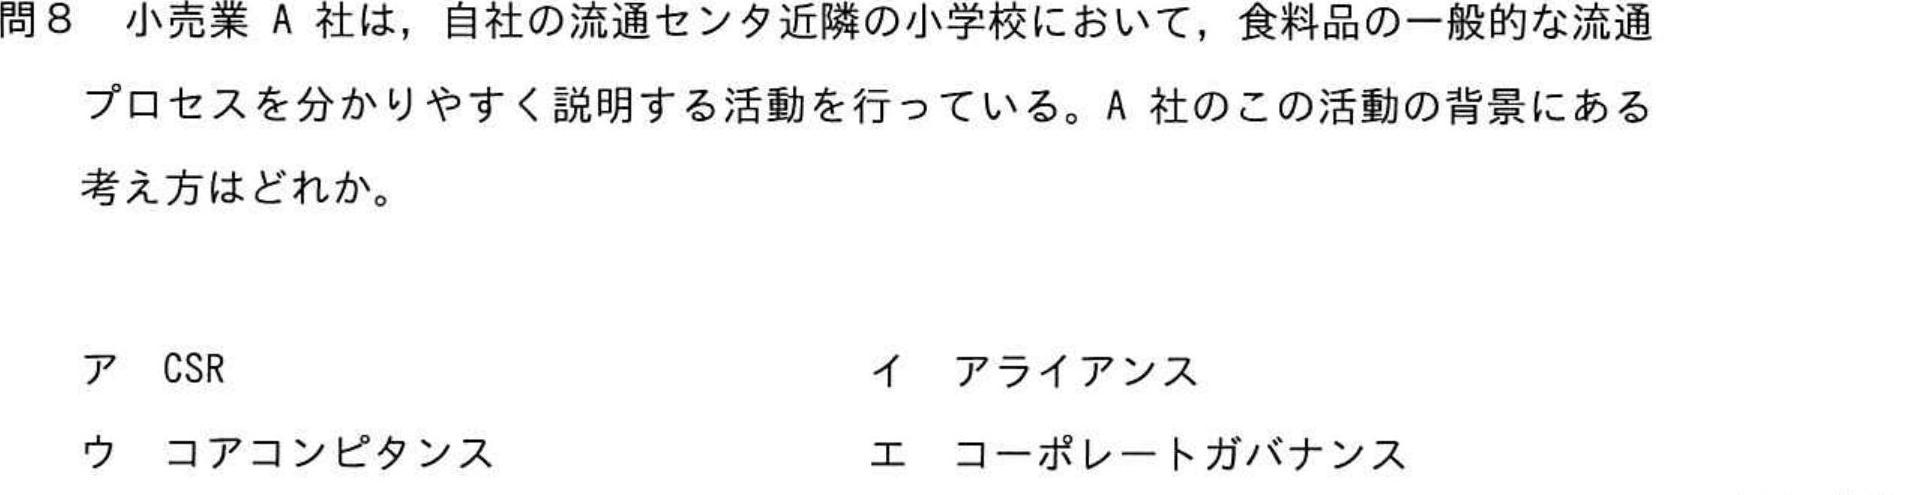 問８　小売業 A 社は，自社の流通センタ近隣の小学校において，食料品の一般的な流通
プロセスを分かりやすく説明する活動を行っている。A 社のこの活動の背景にある
考え方はどれか。
ア　CSR　イ　アライアンス
ウ　コアコンピタンス　エ　コーポレートガバナンス